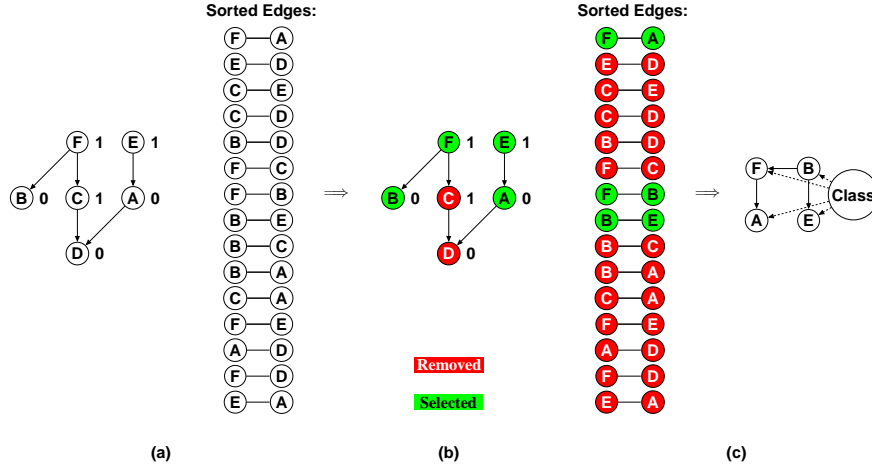 Sorted Edges:
Sorted Edges:
F A
E D
C E
C D
B D
F C
F B
B E
B C
B A
C A
F E
A D
F D
E A
F 1
E 1
B 0
C 1
A 0
D 0
⇒
F 1
E 1
B 0
C 1
A 0
D 0
Removed
Selected
F A
E D
C E
C D
B D
F C
F B
B E
B C
B A
C A
F E
A D
F D
E A
⇒
F B
Class
A E
(a)
(b)
(c)